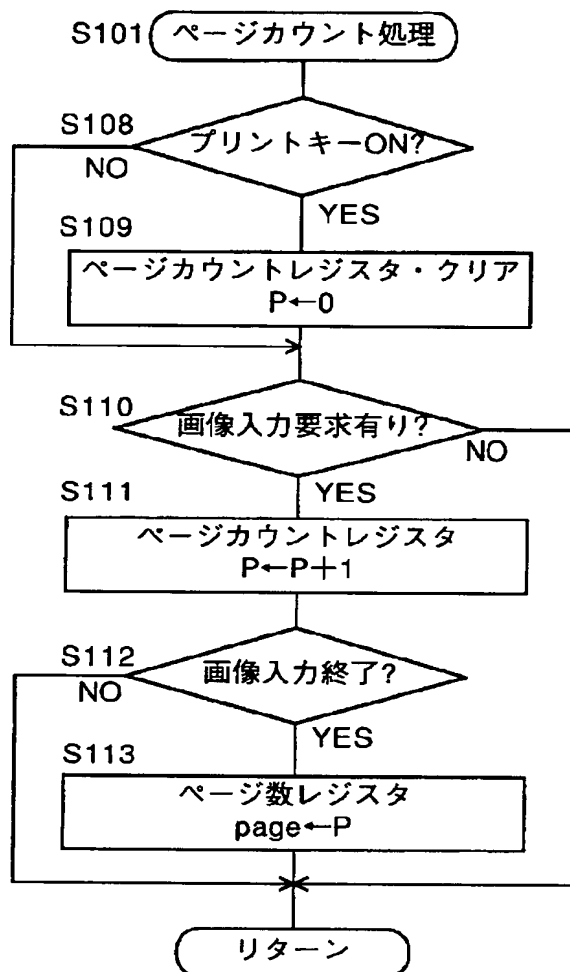 S101 ページカウント処理
S108
プリントキーON?
NO
YES
S109
ページカウントレジスタ・クリア
P←0
S110
画像入力要求有り?
NO
YES
S111
ページカウントレジスタ
P←P+1
S112
画像入力終了?
NO
YES
S113
ページ数レジスタ
page←P
リターン